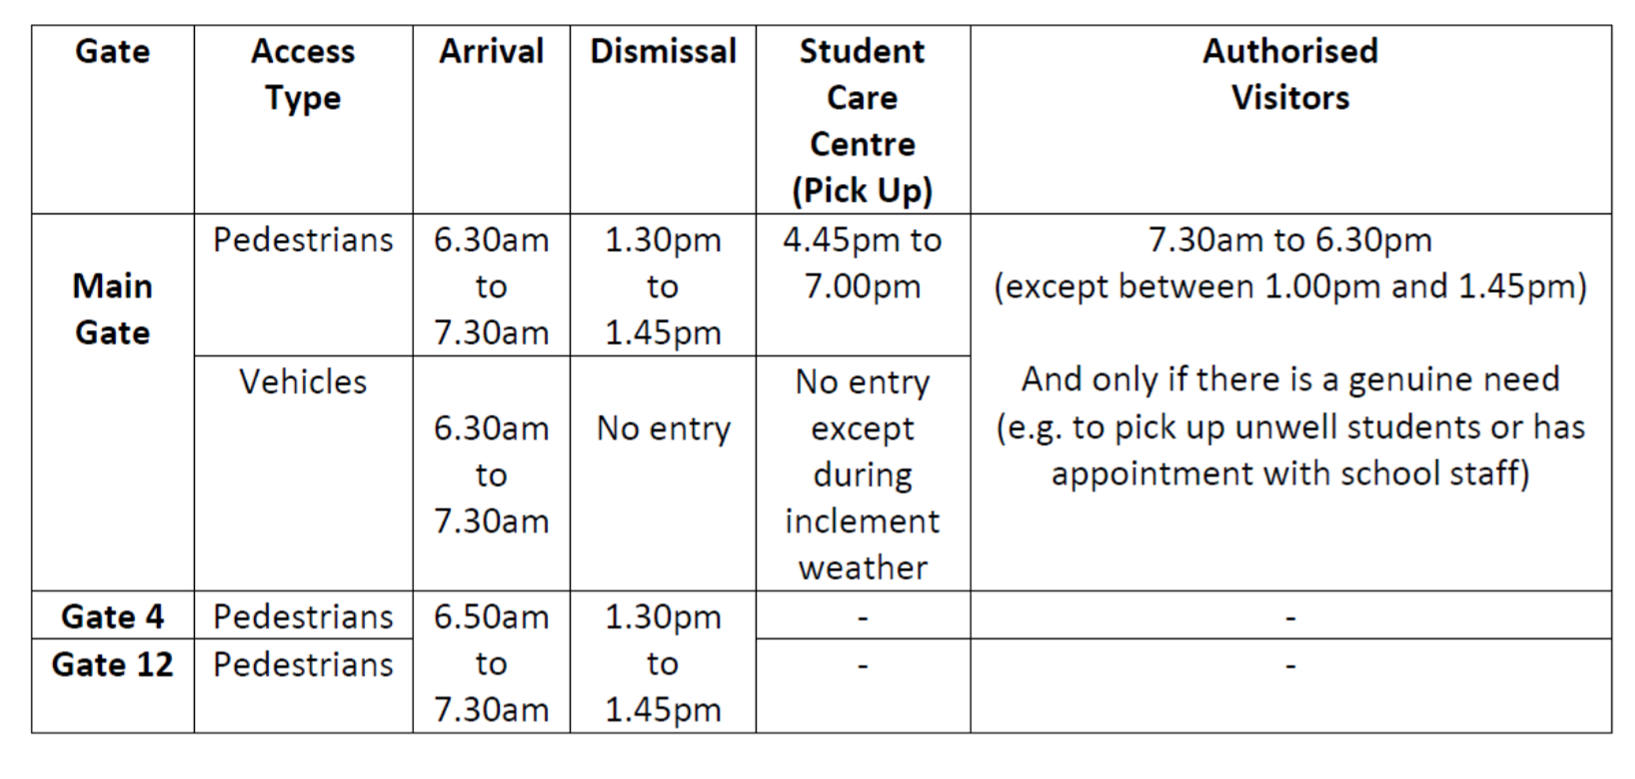 Gate
Access
Type
Arrival
Dismissal
Student
Care
Centre
(Pick Up)
Authorised
Visitors
Main
Gate
Pedestrians
6.30am
to
7.30am
1.30pm
to
1.45pm
4.45pm to
7.00pm
7.30am to 6.30pm
(except between 1.00pm and 1.45pm)
And only if there is a genuine need
(e.g. to pick up unwell students or has
appointment with school staff)
Vehicles
6.30am
to
7.30am
No entry
No entry
except
during
inclement
weather
Gate 4
Pedestrians
6.50am
to
7.30am
1.30pm
to
1.45pm
-
-
Gate 12
Pedestrians
-
-